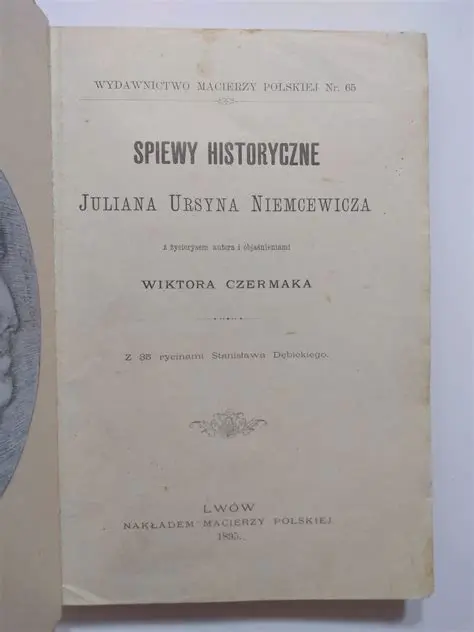 WYDAWNICTWO MACIERZY POLSKIEJ Nr. 65
SPIEWY HISTORYCZNE
JULIANA URSYNA NIEMCEWICZA
z życiorysem autora i objaśnieniami
WIKTORA CZERMAKA
Z 35 rycinami Stanisława Dębickiego.
LWÓW
NAKŁADEM MACIERZY POLSKIEJ
1895.